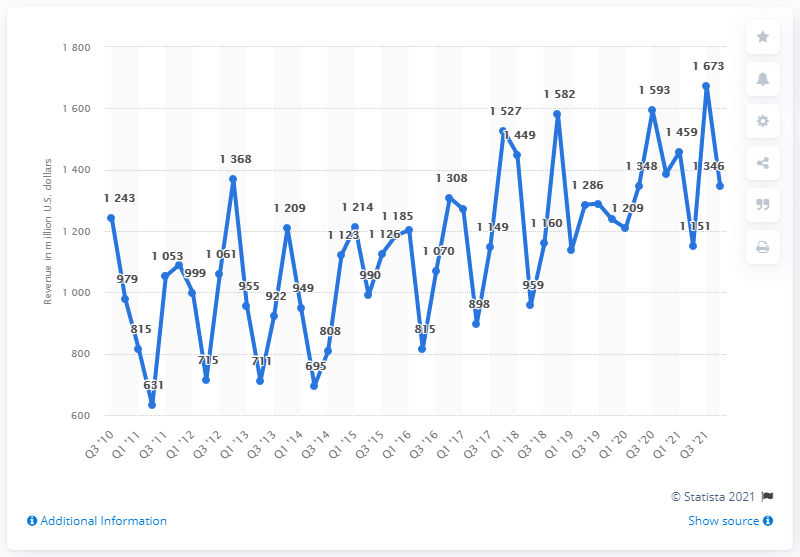 1 800
1 600
1 400
1 200
1 000
800
600
Revenue in million U.S. dollars
1 243
979
815
631
1 053
999
715
1 061
1 368
955
711
922
1 209
949
695
808
1 123
1 214
990
1 126
1 185
815
1 070
1 308
898
1 149
1 527
1 449
959
1 160
1 582
1 286
1 209
1 348
1 593
1 459
1 151
1 673
1 346
Q3 '10
Q1 '11
Q3 '11
Q1 '12
Q3 '12
Q1 '13
Q3 '13
Q1 '14
Q3 '14
Q1 '15
Q3 '15
Q1 '16
Q3 '16
Q1 '17
Q3 '17
Q1 '18
Q3 '18
Q1 '19
Q3 '19
Q1 '20
Q3 '20
Q1 '21
Q3 '21
© Statista 2021
Additional Information
Show source